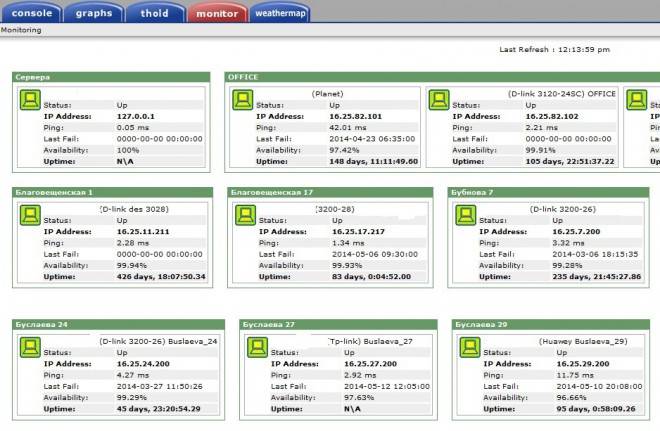 console graphs thold monitor weathermap
Monitoring
Last Refresh : 12:13:59 pm
Сервера
Status: Up
IP Address: 127.0.0.1
Ping: 0.05 ms
Last Fail: 0000-00-00 00:00:00
Availability: 100%
Uptime: N\A
OFFICE
(Planet)
Status: Up
IP Address: 16.25.82.101
Ping: 42.01 ms
Last Fail: 2014-04-23 06:35:00
Availability: 97.42%
Uptime: 148 days, 11:11:49.60
(D-link 3120-24SC) OFFICE
Status: Up
IP Address: 16.25.82.102
Ping: 2.21 ms
Last Fail: 0000-00-00 00:00:00
Availability: 99.91%
Uptime: 105 days, 22:51:37.22
Благовещенская 1
(D-link des 3028)
Status: Up
IP Address: 16.25.11.211
Ping: 2.28 ms
Last Fail: 0000-00-00 00:00:00
Availability: 99.94%
Uptime: 426 days, 18:07:50.34
Благовещенская 17
(3200-28)
Status: Up
IP Address: 16.25.17.217
Ping: 1.34 ms
Last Fail: 2014-05-06 09:30:00
Availability: 99.93%
Uptime: 83 days, 0:04:52.00
Бубнова 7
(D-link 3200-26)
Status: Up
IP Address: 16.25.7.200
Ping: 3.32 ms
Last Fail: 2014-03-06 18:15:35
Availability: 99.28%
Uptime: 235 days, 21:45:27.86
Буслаева 24
(D-link 3200-26) Buslaeva_24
Status: Up
IP Address: 16.25.24.200
Ping: 4.27 ms
Last Fail: 2014-03-27 11:50:26
Availability: 99.29%
Uptime: 45 days, 23:20:54.29
Буслаева 27
(Tp-link) Buslaeva_27
Status: Up
IP Address: 16.25.27.200
Ping: 2.92 ms
Last Fail: 2014-05-12 12:05:00
Availability: 97.63%
Uptime: N\A
Буслаева 29
(Huawey Buslaeva_29)
Status: Up
IP Address: 16.25.29.200
Ping: 11.75 ms
Last Fail: 2014-05-10 20:08:00
Availability: 96.66%
Uptime: 95 days, 0:58:09.26